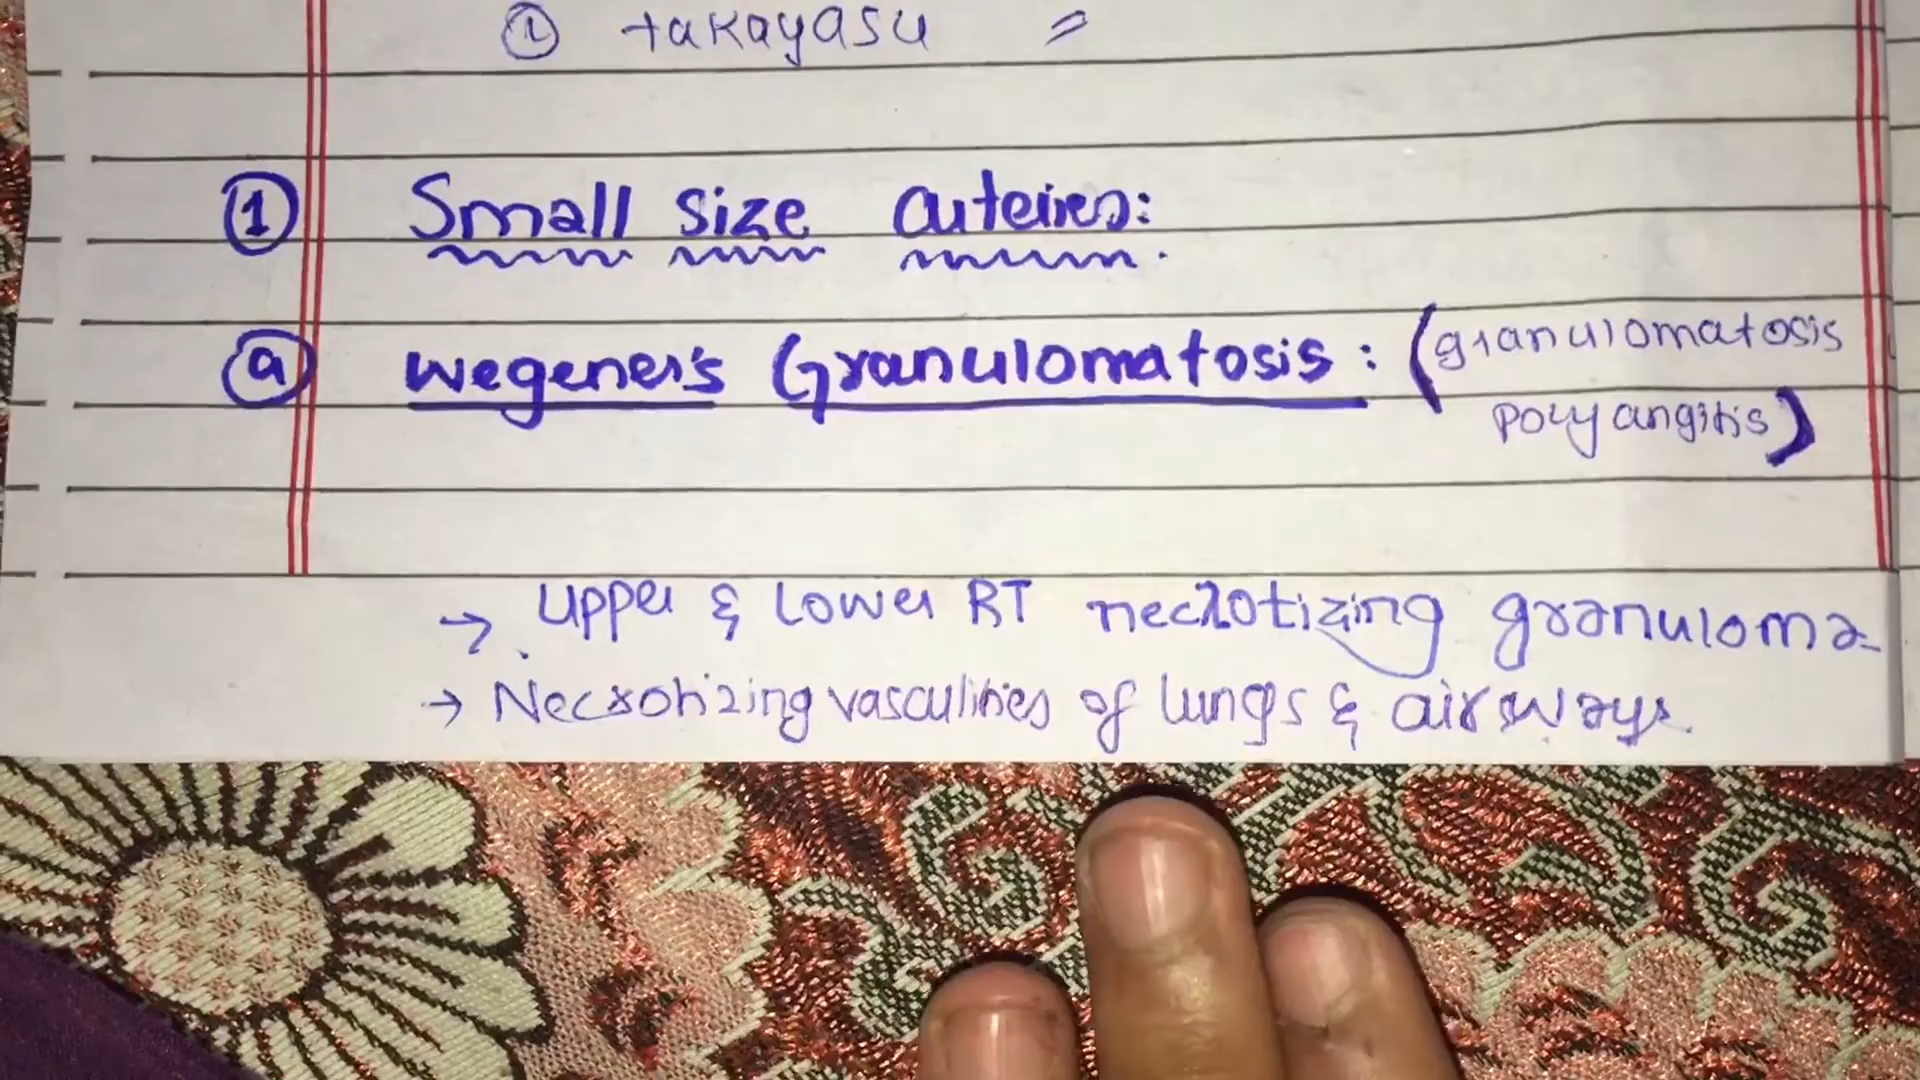 ② takayasu =
① Small size arteries:
ⓐ Wegener's Granulomatosis : (granulomatosis
polyangitis)
→ Upper & Lower RT necrotizing granuloma
→ Necrotizing vasculities of lungs & airways